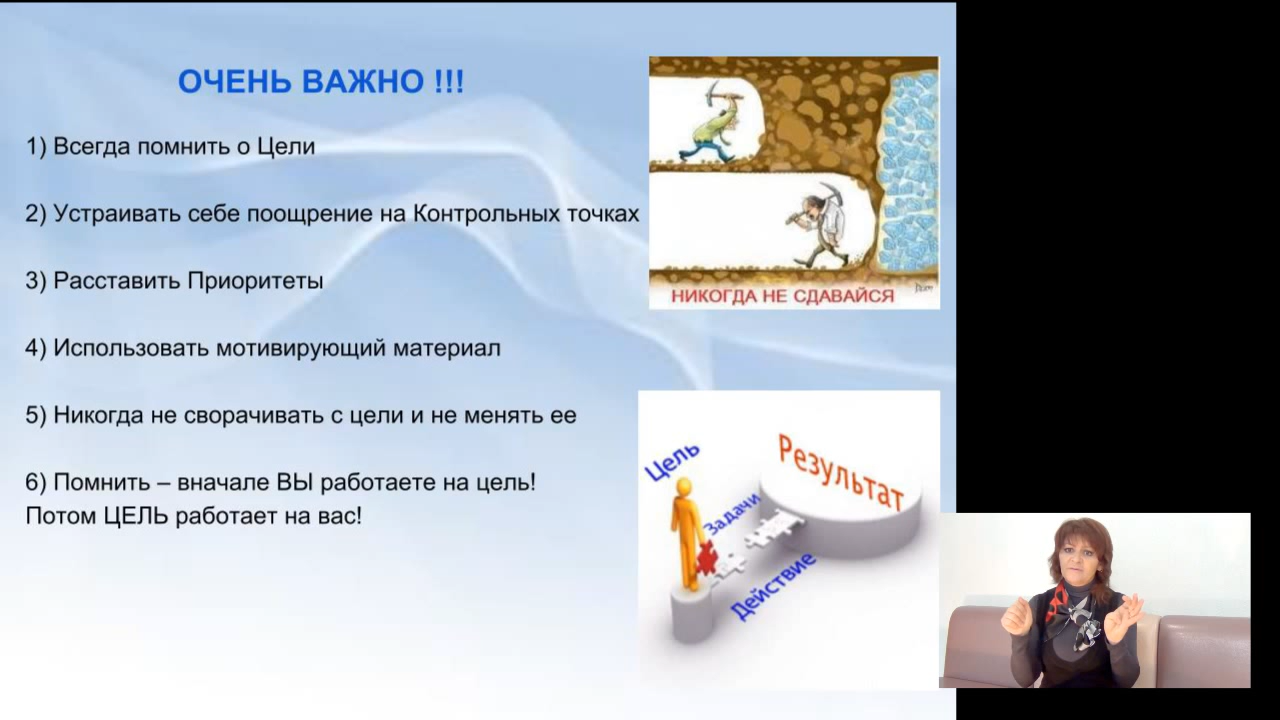 ОЧЕНЬ ВАЖНО !!!
1) Всегда помнить о Цели
2) Устраивать себе поощрение на Контрольных точках
3) Расставить Приоритеты
4) Использовать мотивирующий материал
5) Никогда не сворачивать с цели и не менять ее
6) Помнить – вначале ВЫ работаете на цель!
Потом ЦЕЛЬ работает на вас!
НИКОГДА НЕ СДАВАЙСЯ
Цель
Задачи
Действие
Результат